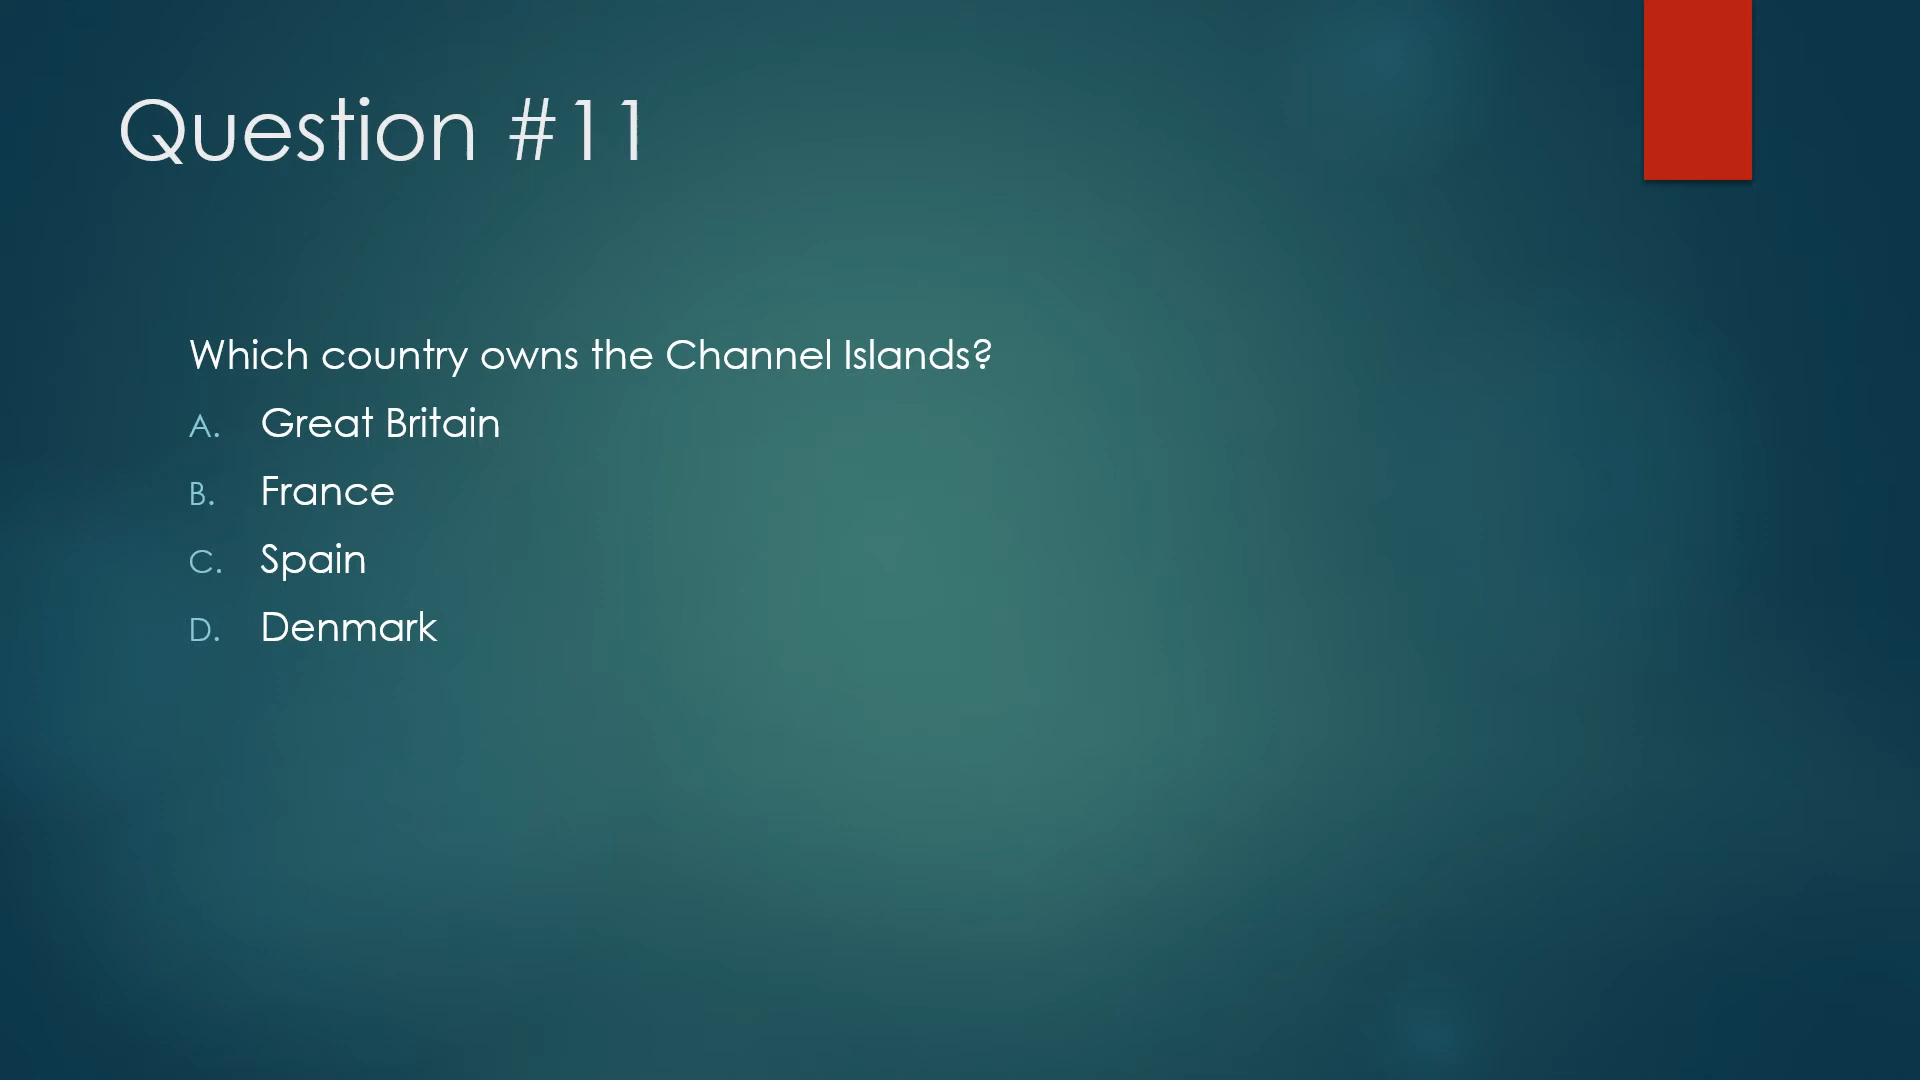 Question #11
Which country owns the Channel Islands?
A. Great Britain
B. France
C. Spain
D. Denmark